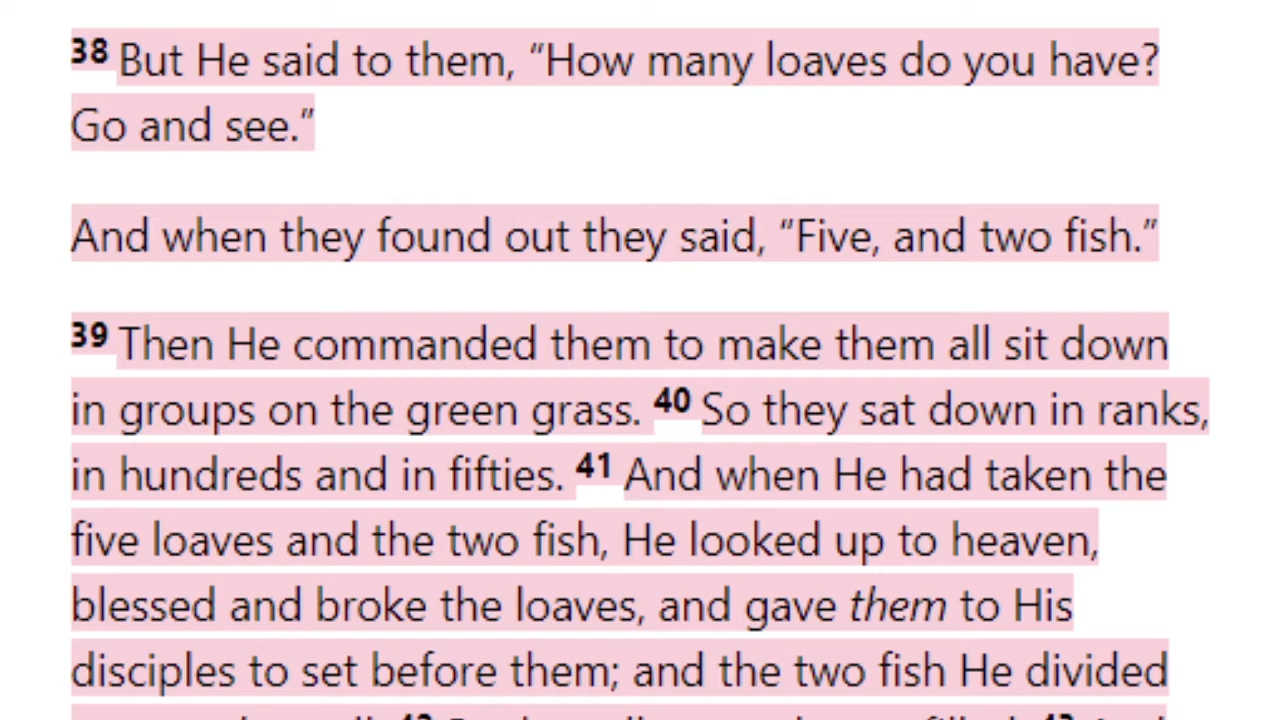 38 But He said to them, “How many loaves do you have?
Go and see.”
And when they found out they said, “Five, and two fish.”
39 Then He commanded them to make them all sit down
in groups on the green grass. 40 So they sat down in ranks,
in hundreds and in fifties. 41 And when He had taken the
five loaves and the two fish, He looked up to heaven,
blessed and broke the loaves, and gave them to His
disciples to set before them; and the two fish He divided